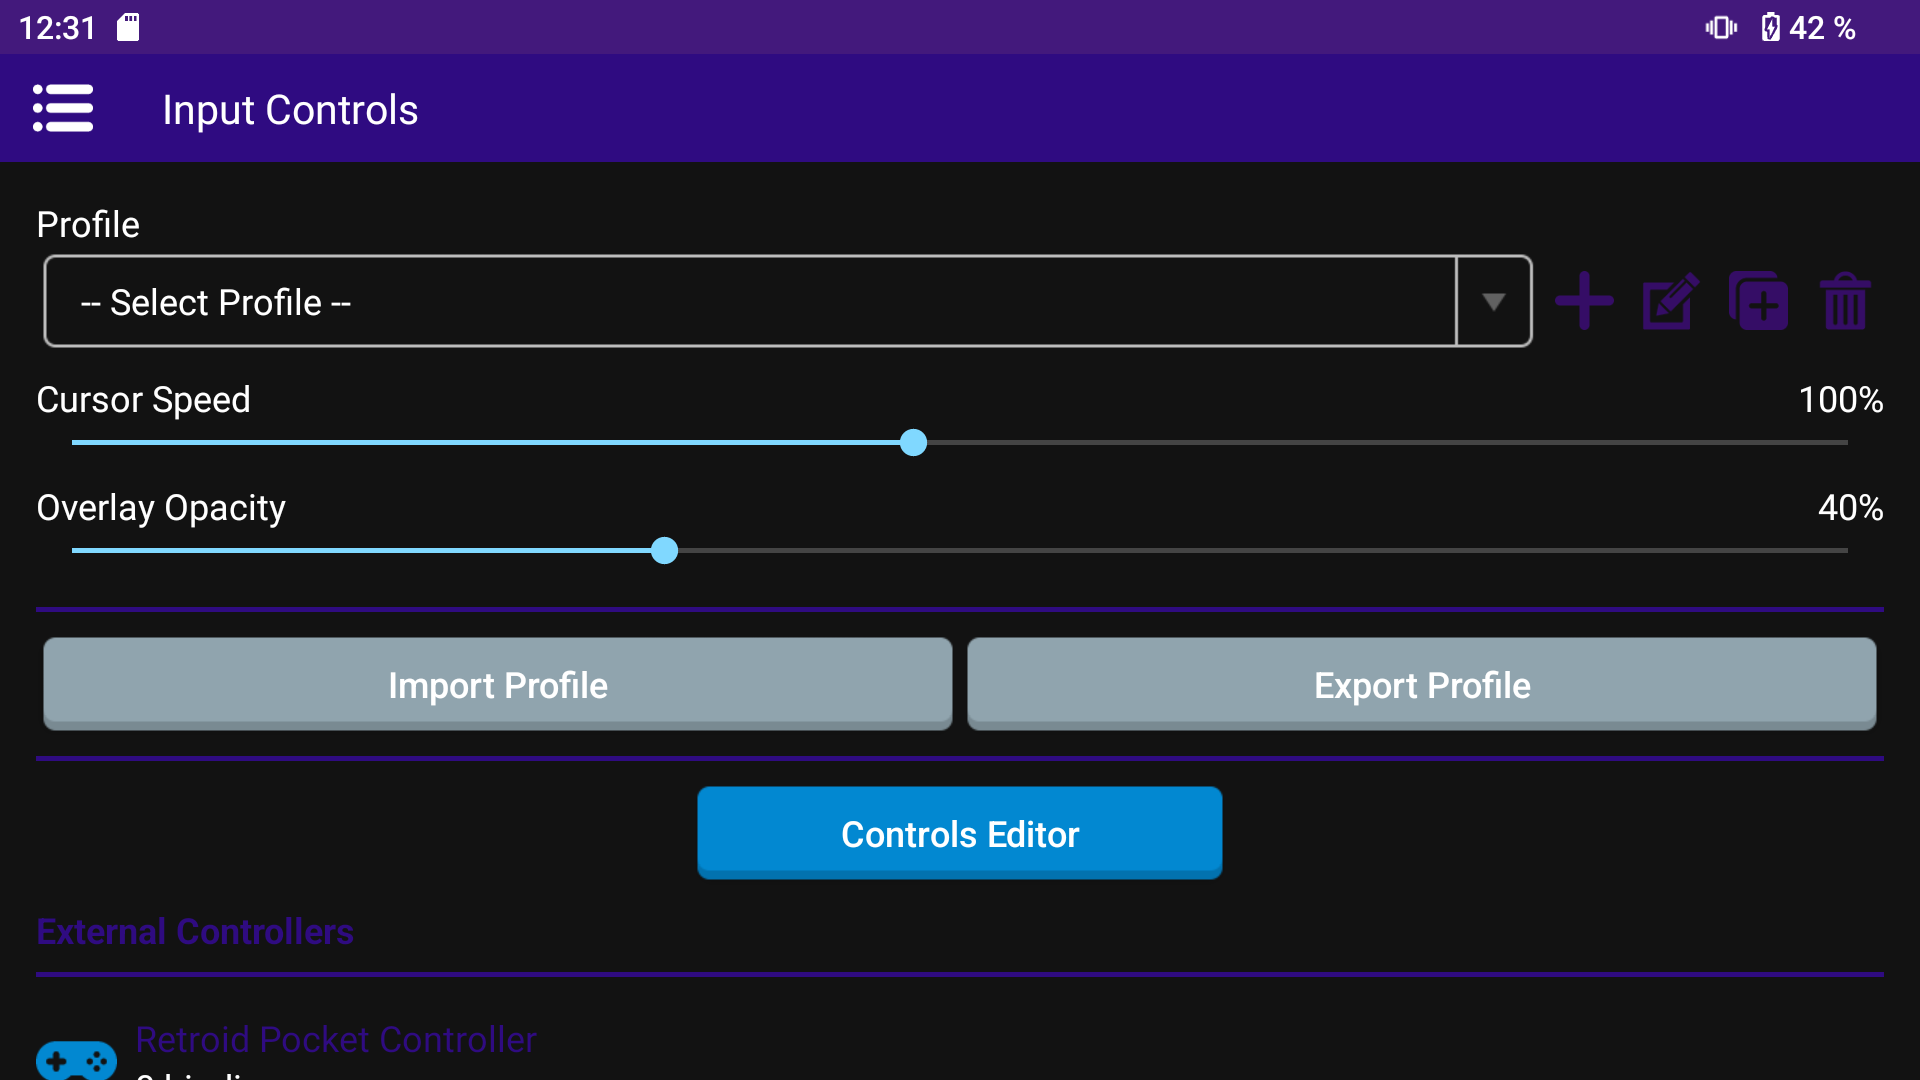 12:31
42 %
Input Controls
Profile
-- Select Profile --
Cursor Speed
100%
Overlay Opacity
40%
Import Profile
Export Profile
Controls Editor
External Controllers
Retroid Pocket Controller